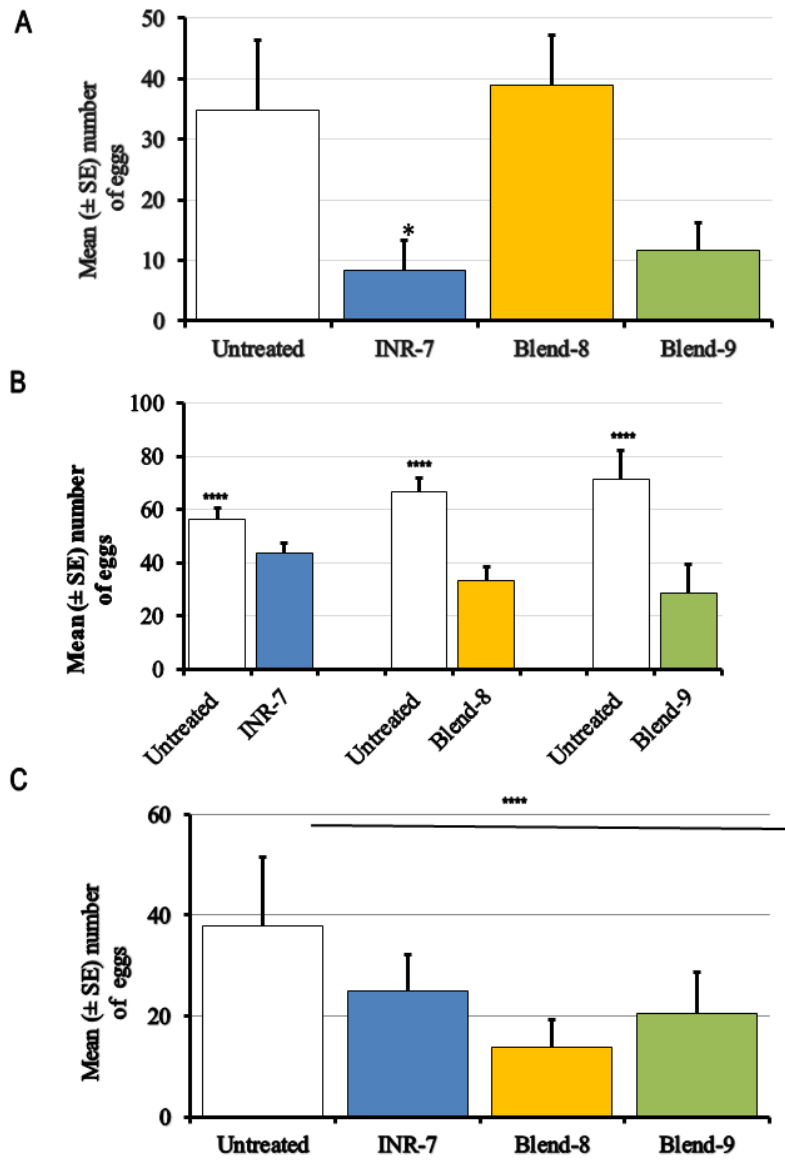 A
Mean (± SE) number
of eggs
50
40
30
20
10
0
*
Untreated INR-7 Blend-8 Blend-9
B
Mean (± SE) number
of eggs
100
80
60
40
20
0
**** **** ****
Untreated INR-7 Untreated Blend-8 Untreated Blend-9
C
Mean (± SE) number
of eggs
60
40
20
0
****
Untreated INR-7 Blend-8 Blend-9